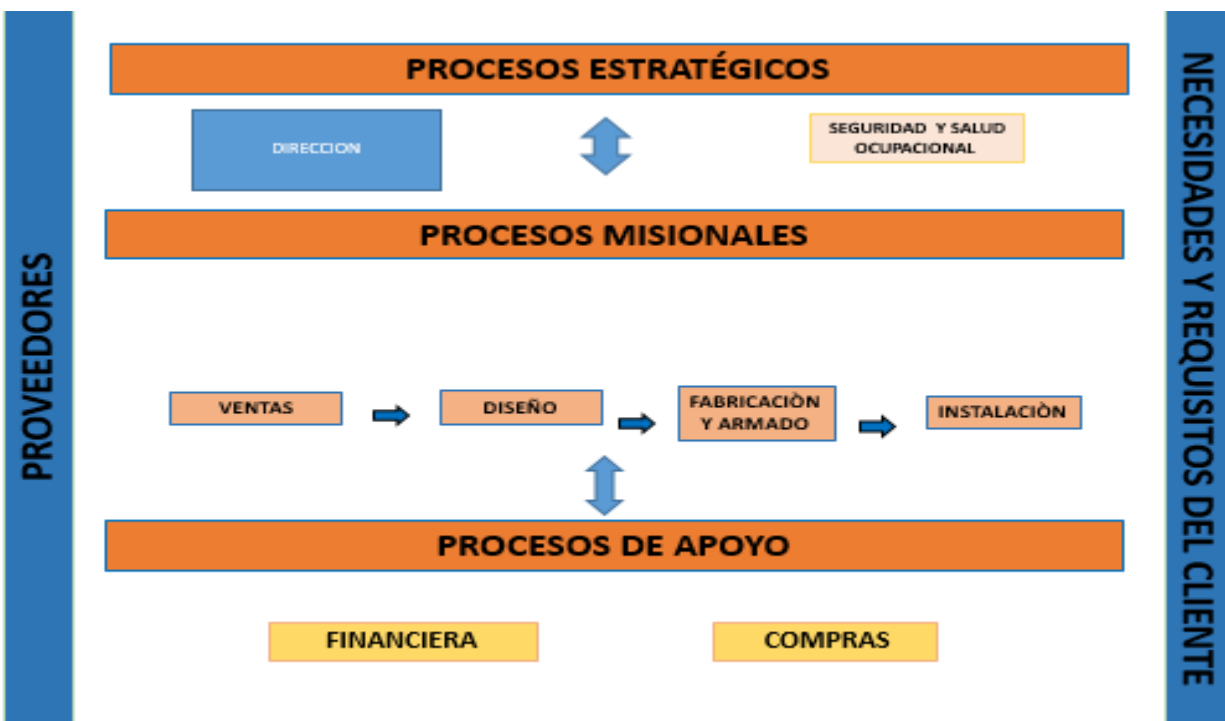 PROVEEDORES
PROCESOS ESTRATÉGICOS
DIRECCION
SEGURIDAD Y SALUD
OCUPACIONAL
PROCESOS MISIONALES
VENTAS
DISEÑO
FABRICACIÒN
Y ARMADO
INSTALACIÒN
PROCESOS DE APOYO
FINANCIERA
COMPRAS
NECESIDADES Y REQUISITOS DEL CLIENTE